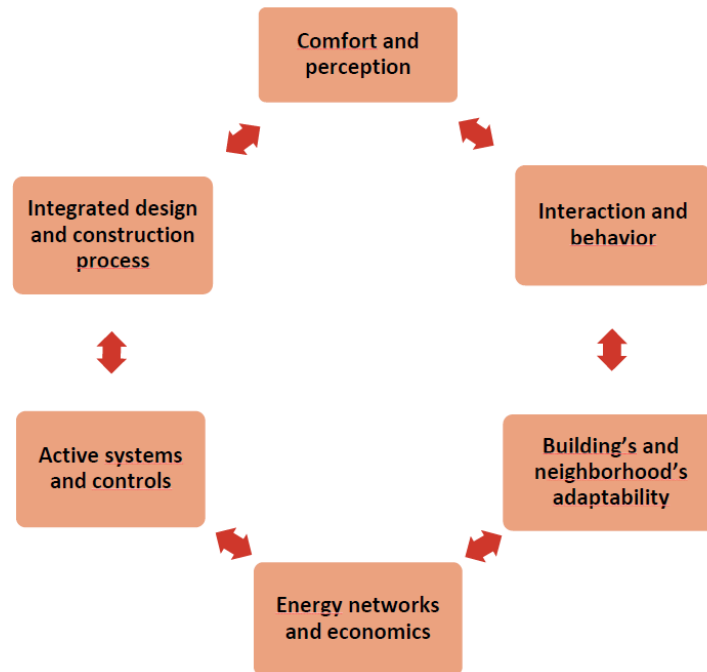 Comfort and
perception
Integrated design
and construction
process
Interaction and
behavior
Active systems
and controls
Building’s and
neighborhood’s
adaptability
Energy networks
and economics